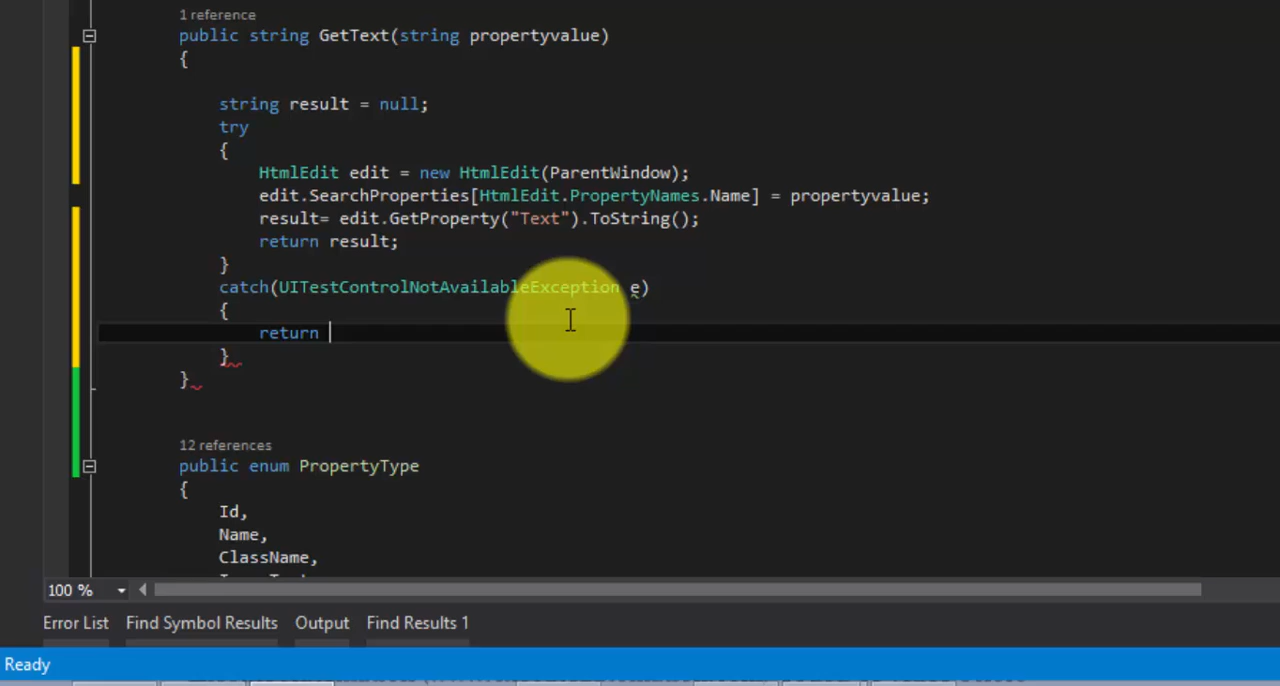 1 reference
public string GetText(string propertyvalue)
{
string result = null;
try
{
HtmlEdit edit = new HtmlEdit(ParentWindow);
edit.SearchProperties[HtmlEdit.PropertyNames.Name] = propertyvalue;
result= edit.GetProperty("Text").ToString();
return result;
}
catch(UITestControlNotAvailableException e)
{
return
}
}
12 references
public enum PropertyType
{
Id,
Name,
ClassName,
100 %
Error List Find Symbol Results Output Find Results 1
Ready